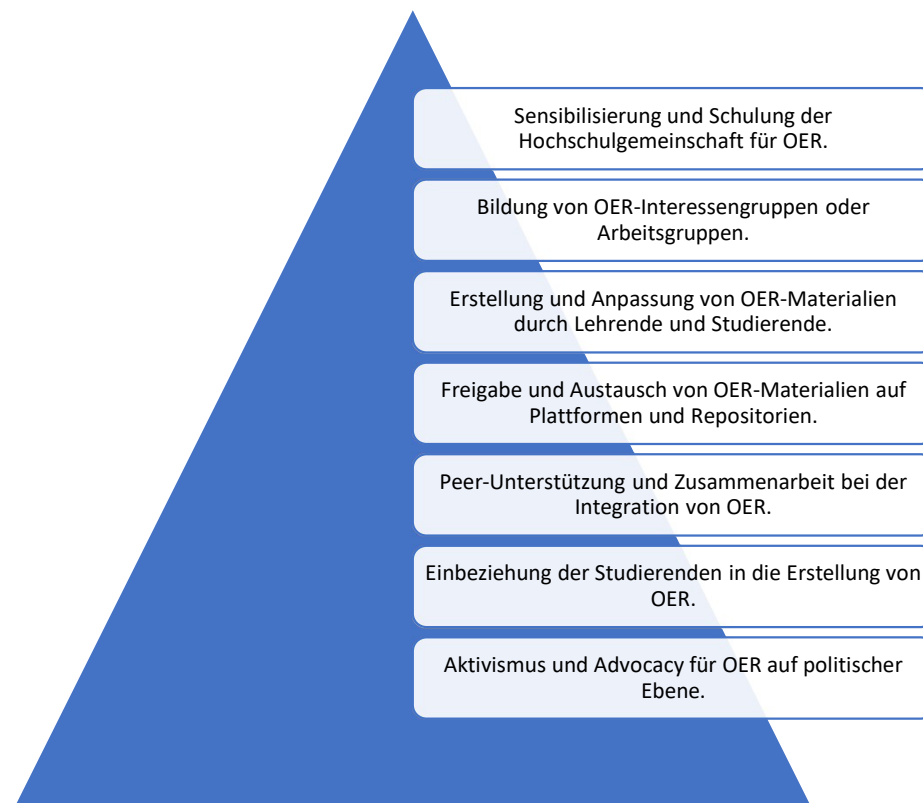 Sensibilisierung und Schulung der
Hochschulgemeinschaft für OER.
Bildung von OER-Interessengruppen oder
Arbeitsgruppen.
Erstellung und Anpassung von OER-Materialien
durch Lehrende und Studierende.
Freigabe und Austausch von OER-Materialien auf
Plattformen und Repositorien.
Peer-Unterstützung und Zusammenarbeit bei der
Integration von OER.
Einbeziehung der Studierenden in die Erstellung von
OER.
Aktivismus und Advocacy für OER auf politischer
Ebene.